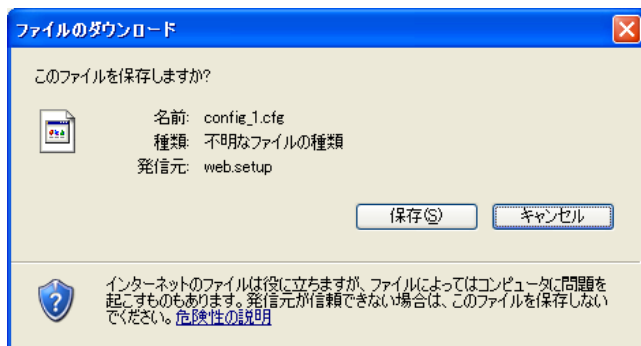 ファイルのダウンロード
このファイルを保存しますか?
名前: config_1.cfg
種類: 不明なファイルの種類
発信元: web.setup
保存(S) キャンセル
インターネットのファイルは役に立ちますが、ファイルによってはコンピュータに問題を
起こすものもあります。発信元が信頼できない場合は、このファイルを保存しない
でください。危険性の説明